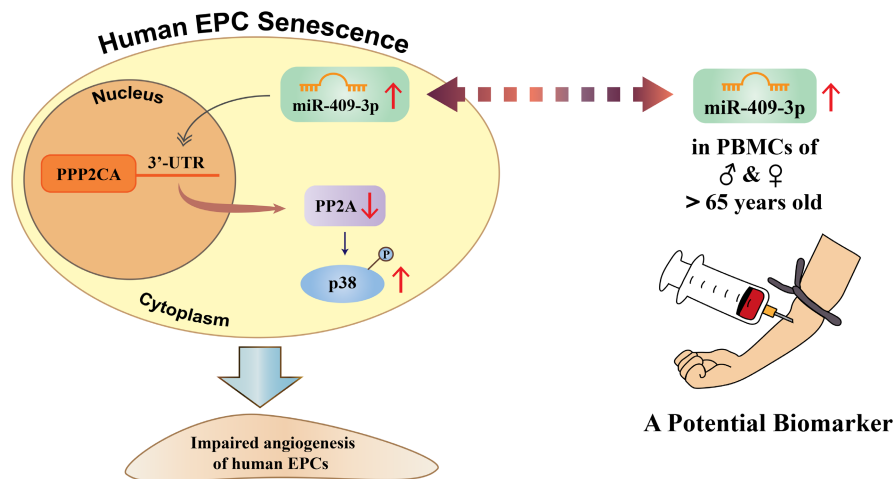 Human EPC Senescence
Nucleus
miR-409-3p
3’-UTR
PPP2CA
PP2A
P
p38
Cytoplasm
Impaired angiogenesis
of human EPCs
miR-409-3p
in PBMCs of
♂ & ♀
> 65 years old
A Potential Biomarker